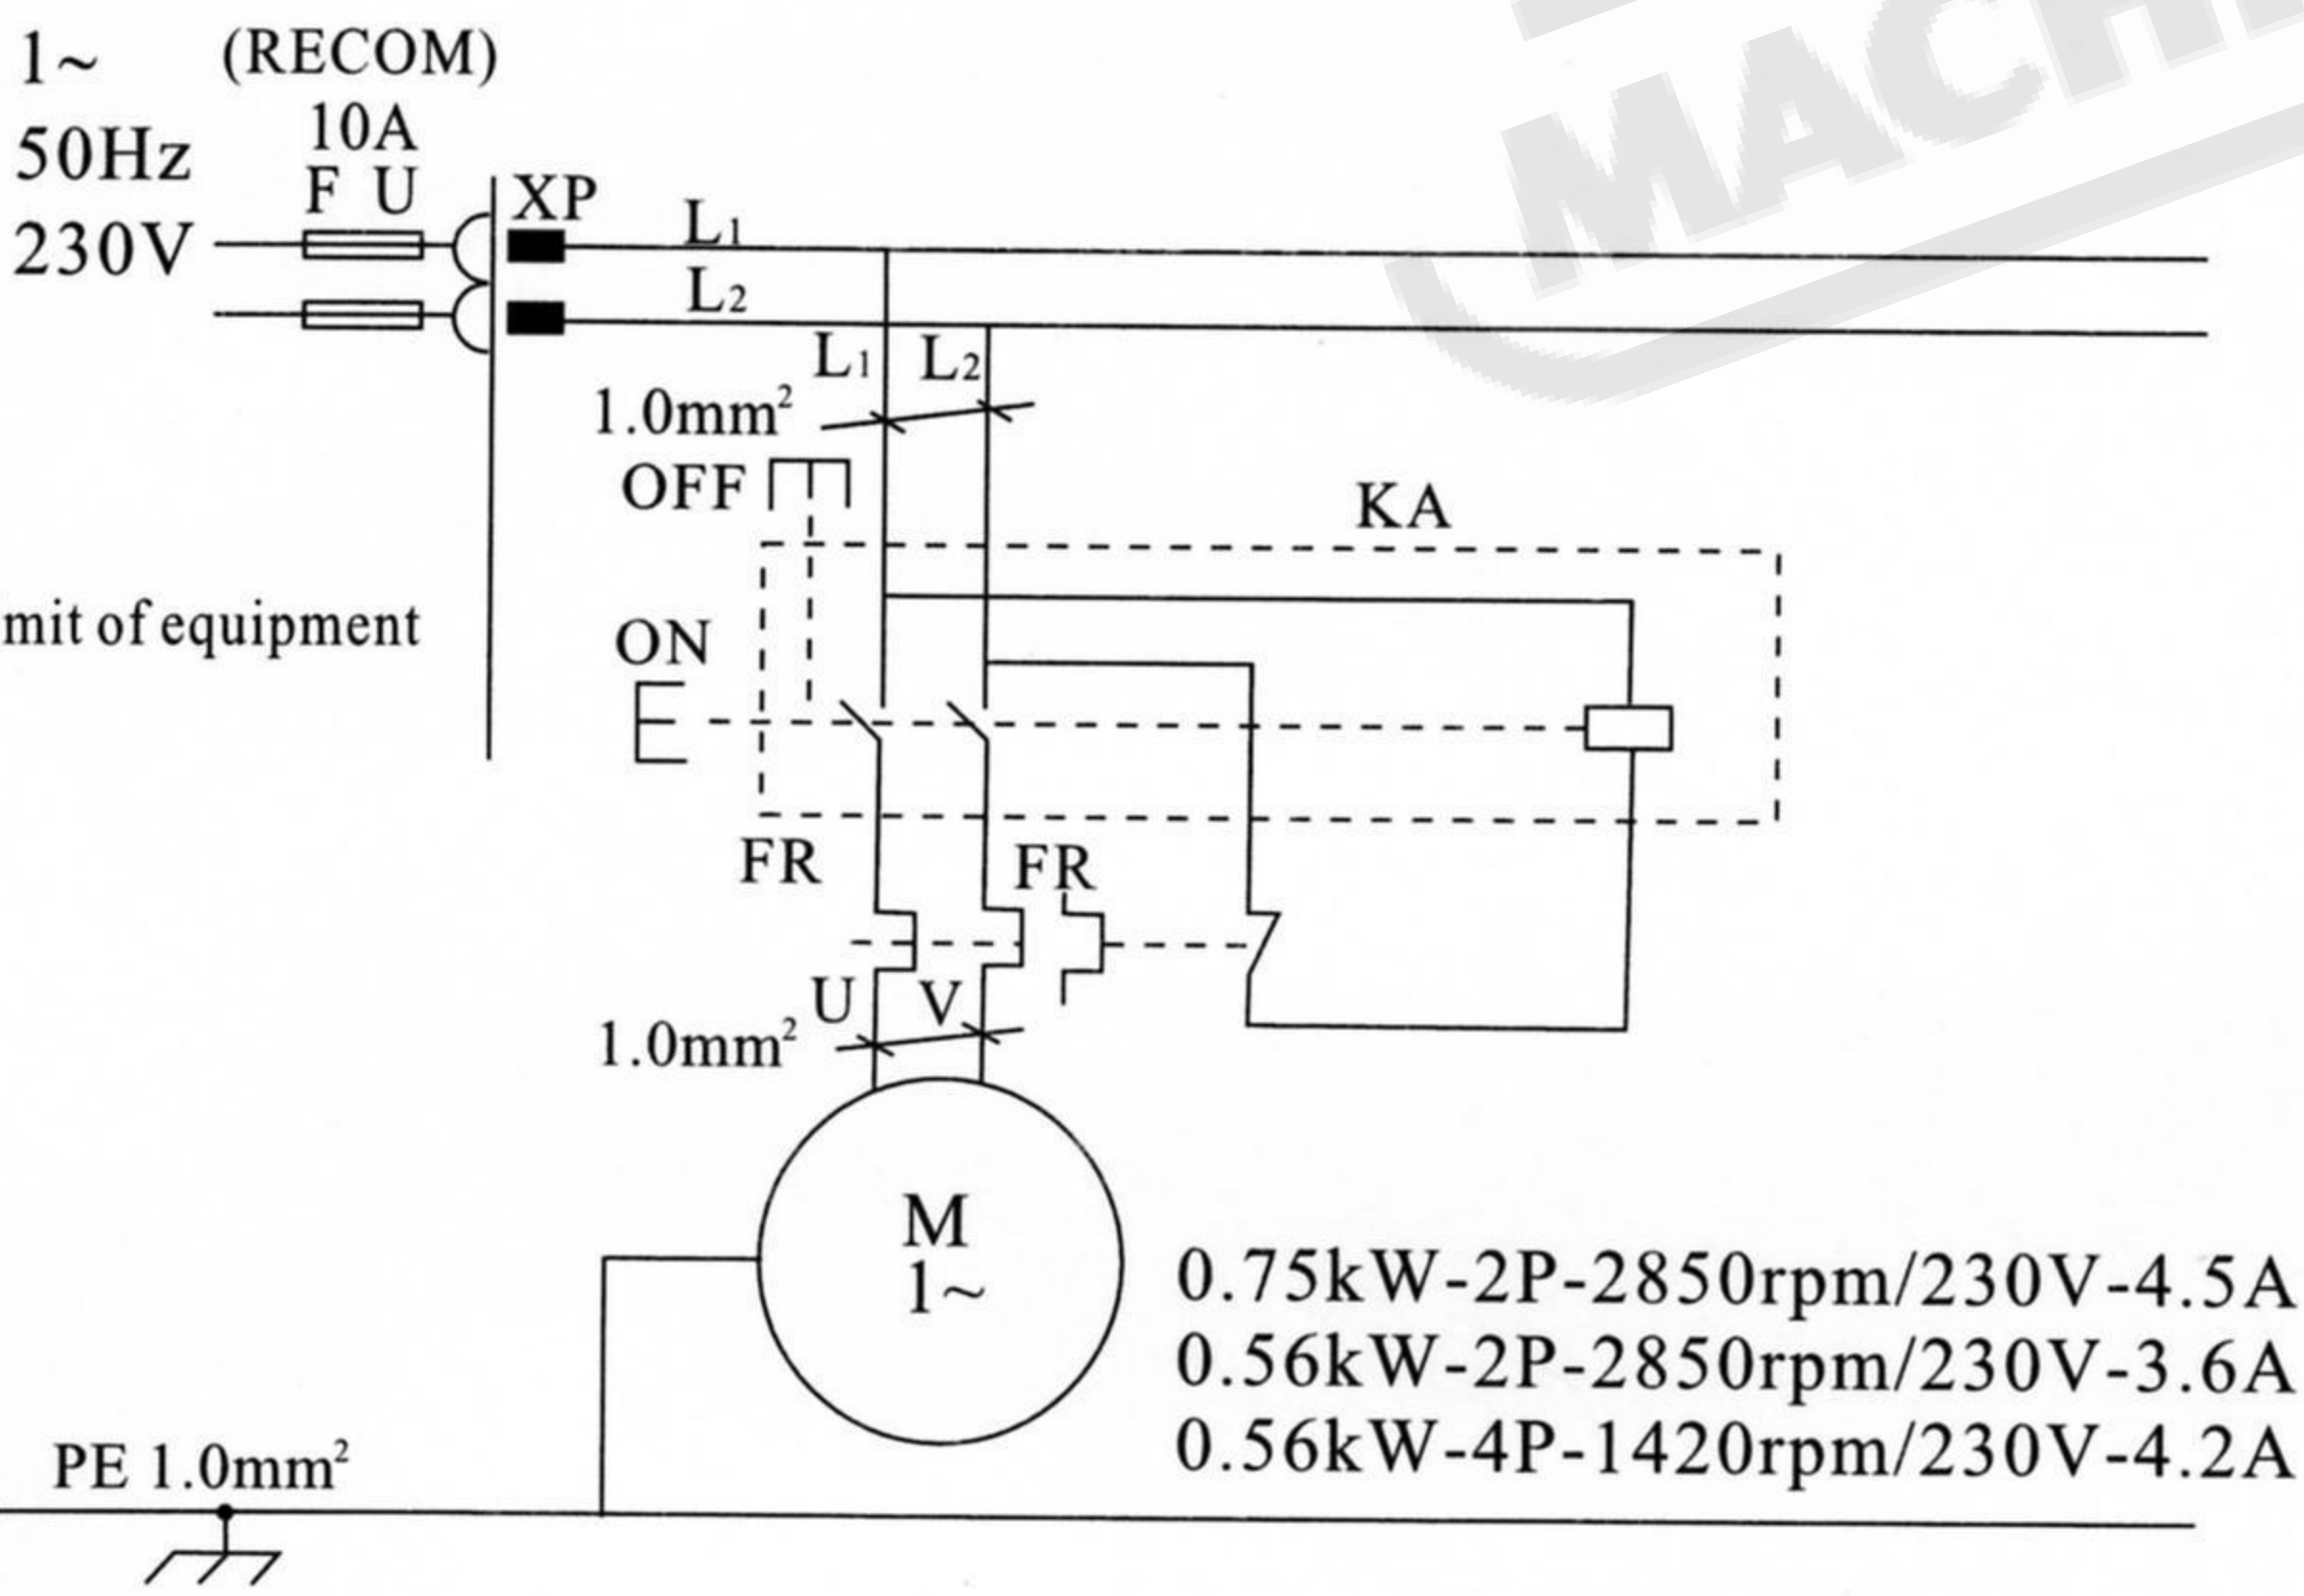 1~ (RECOM)
10A
50Hz
F U
XP
230V
L1
L2
L1 L2
1.0mm²
OFF
KA
mit of equipment
ON
FR FR
U V
1.0mm²
M
1~
0.75kW-2P-2850rpm/230V-4.5A
0.56kW-2P-2850rpm/230V-3.6A
0.56kW-4P-1420rpm/230V-4.2A
PE 1.0mm²